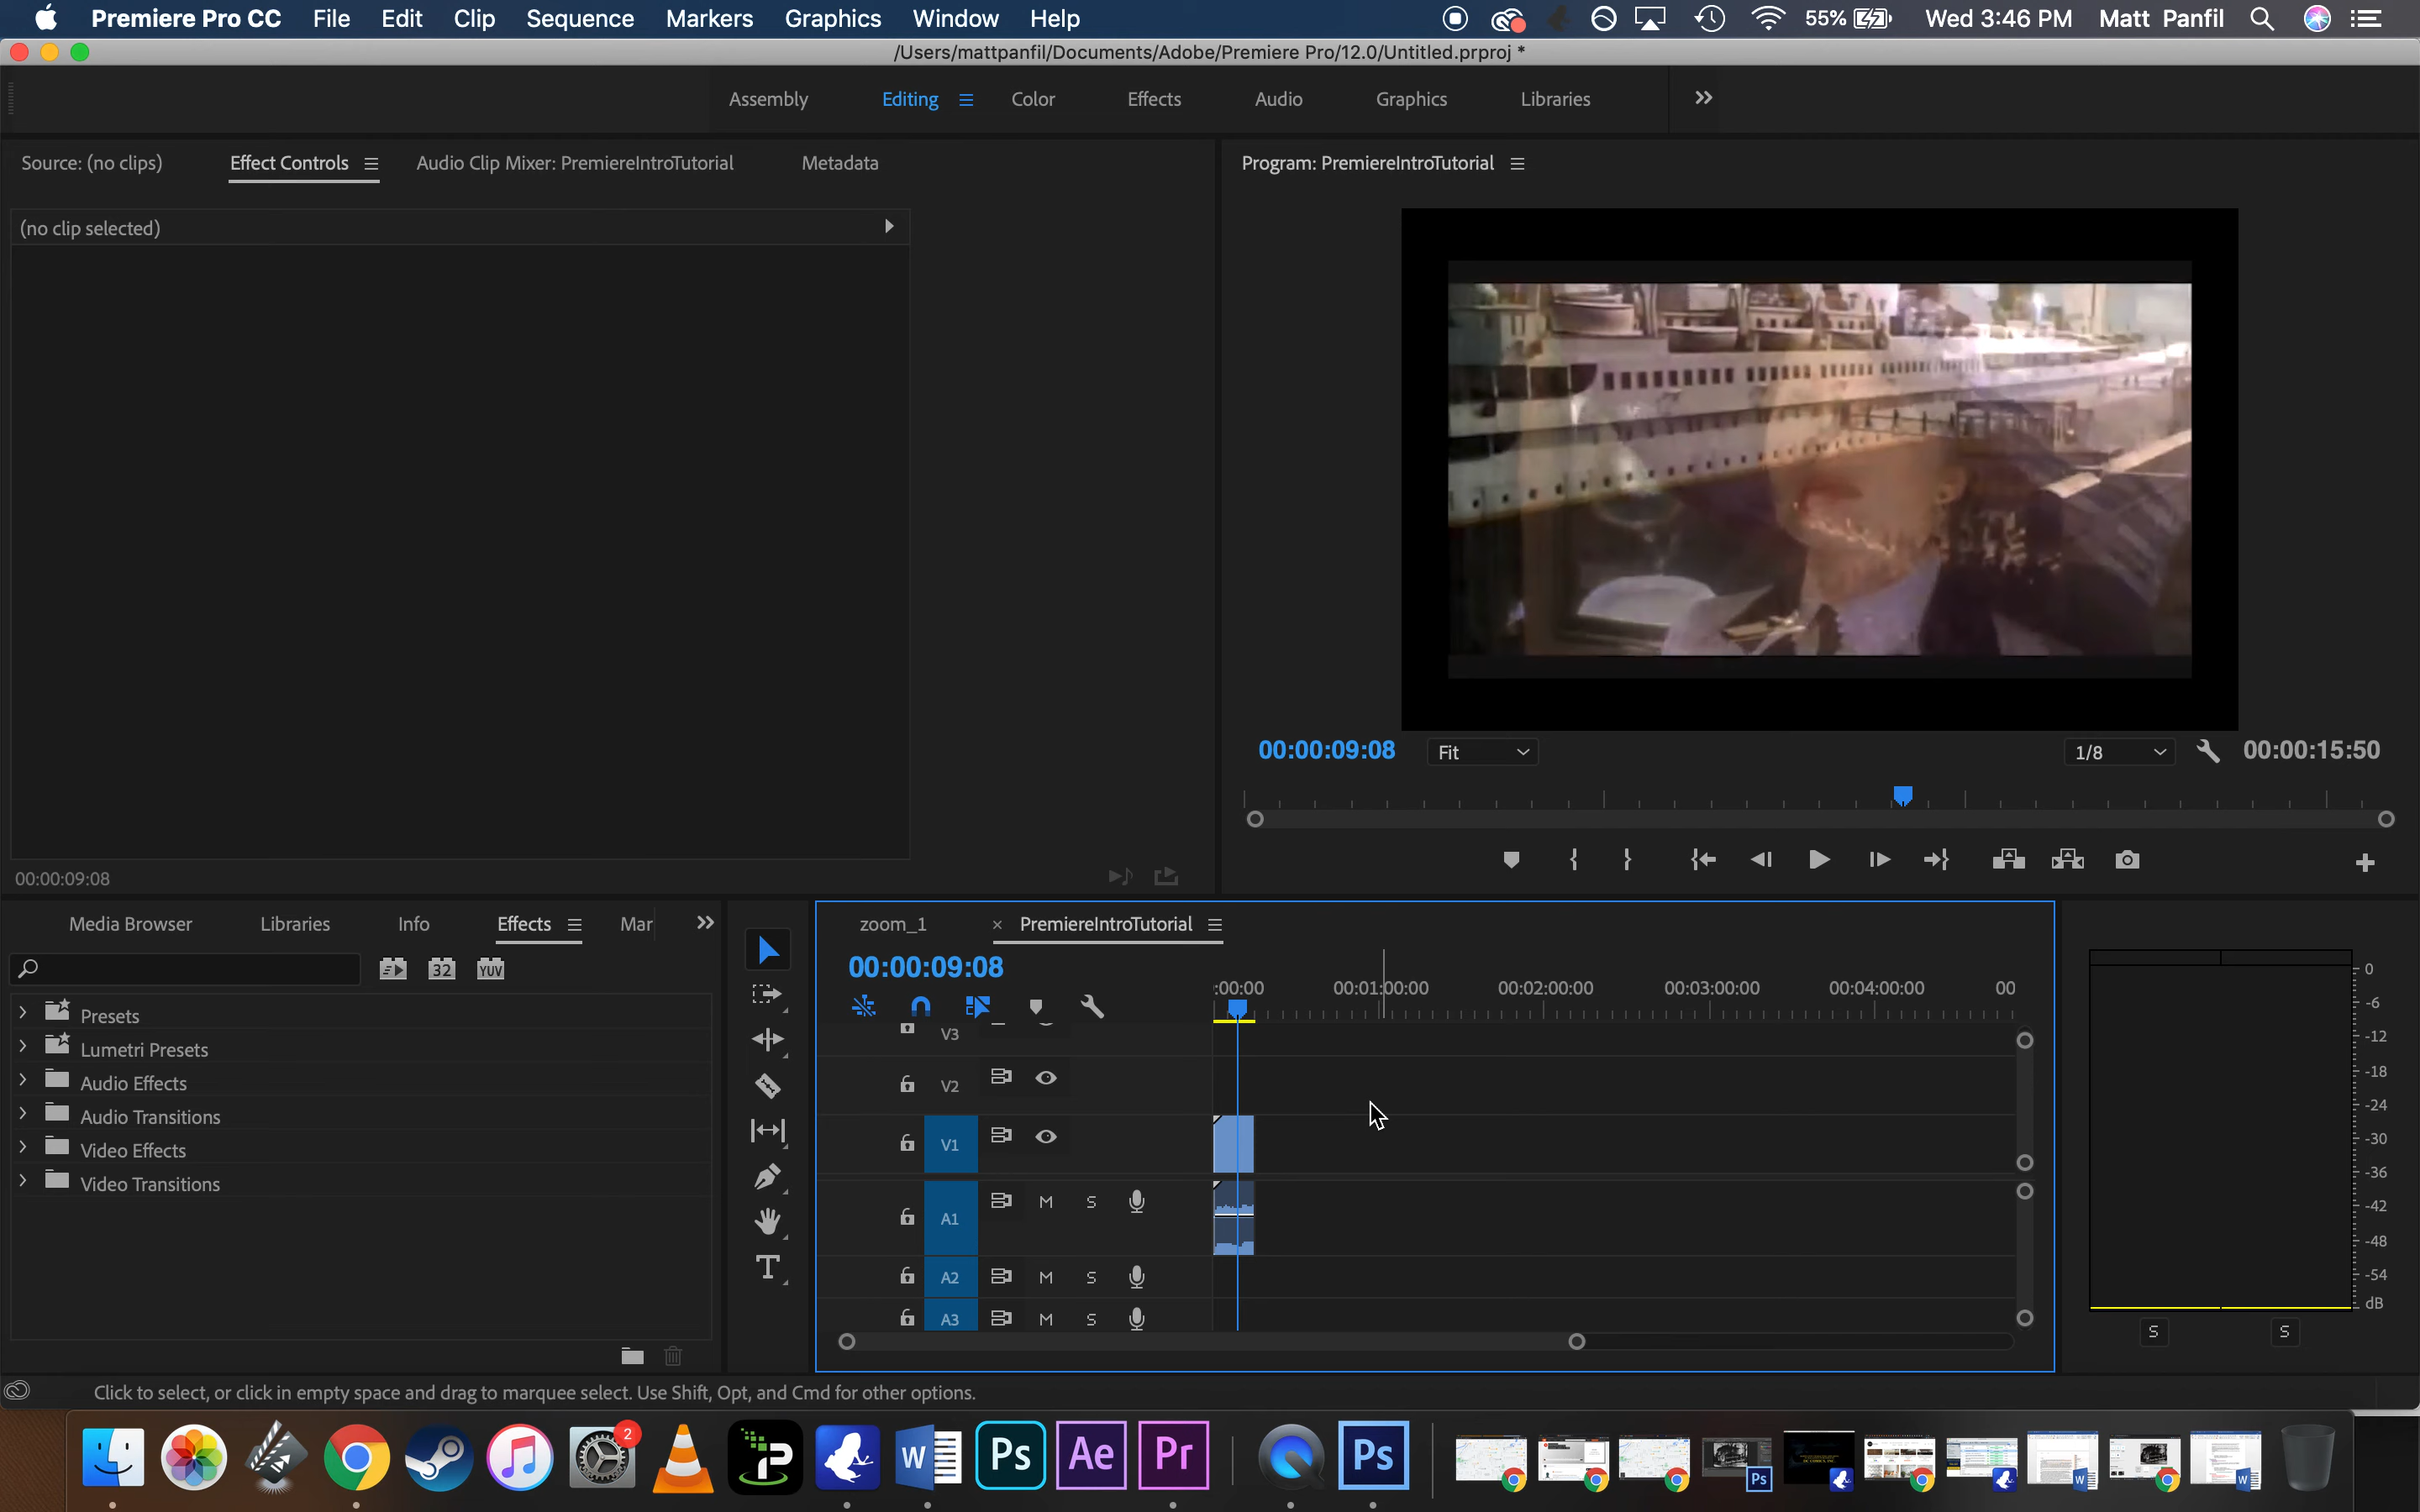 Premiere Pro CC File Edit Clip Sequence Markers Graphics Window Help 55% Wed 3:46 PM Matt Panfil
/Users/mattpanfil/Documents/Adobe/Premiere Pro/12.0/Untitled.prproj *
Assembly Editing Color Effects Audio Graphics Libraries
Source: (no clips) Effect Controls Audio Clip Mixer: PremiereIntroTutorial Metadata
Program: PremiereIntroTutorial
(no clip selected)
00:00:09:08 Fit 1/8 00:00:15:50
00:00:09:08
Media Browser Libraries Info Effects Mar
32 YUV
Presets
Lumetri Presets
Audio Effects
Audio Transitions
Video Effects
Video Transitions
T
zoom_1 × PremiereIntroTutorial
00:00:09:08
:00:00 00:01:00:00 00:02:00:00 00:03:00:00 00:04:00:00 00
V3
V2
V1
A1 M S
A2 M S
A3 M S
0
-6
-12
-18
-24
-30
-36
-42
-48
-54
dB
S S
Click to select, or click in empty space and drag to marquee select. Use Shift, Opt, and Cmd for other options.
2
W Ps Ae Pr Ps
Ps W W